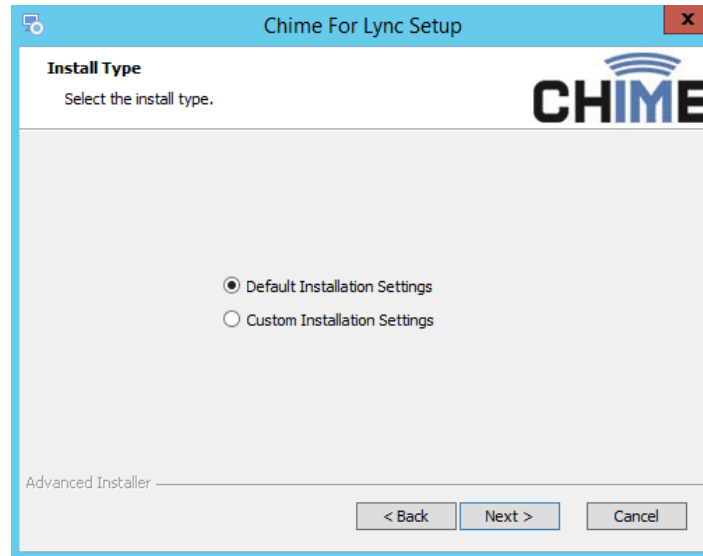 Chime For Lync Setup
x
Install Type
Select the install type.
CHIME
Default Installation Settings
Custom Installation Settings
Advanced Installer
< Back
Next >
Cancel